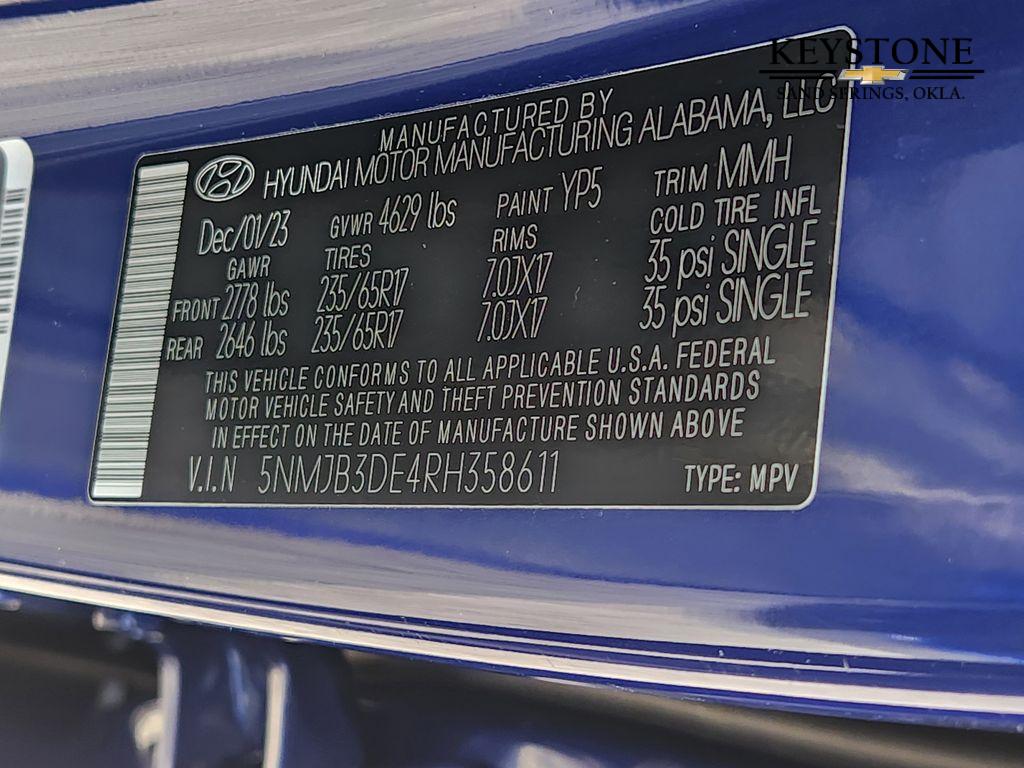 KEYSTONE
SAND SPRINGS, OKLA.
MANUFACTURED BY
HYUNDAI MOTOR MANUFACTURING ALABAMA, LLC
Dec/01/23 GVWR 4629 lbs PAINT YP5 TRIM MMH
GAWR TIRES RIMS COLD TIRE INFL
FRONT 2778 lbs 235/65R17 7.0JX17 35 psi SINGLE
REAR 2646 lbs 235/65R17 7.0JX17 35 psi SINGLE
THIS VEHICLE CONFORMS TO ALL APPLICABLE U.S.A. FEDERAL
MOTOR VEHICLE SAFETY AND THEFT PREVENTION STANDARDS
IN EFFECT ON THE DATE OF MANUFACTURE SHOWN ABOVE
V.I.N 5NMJB3DE4RH358611 TYPE: MPV